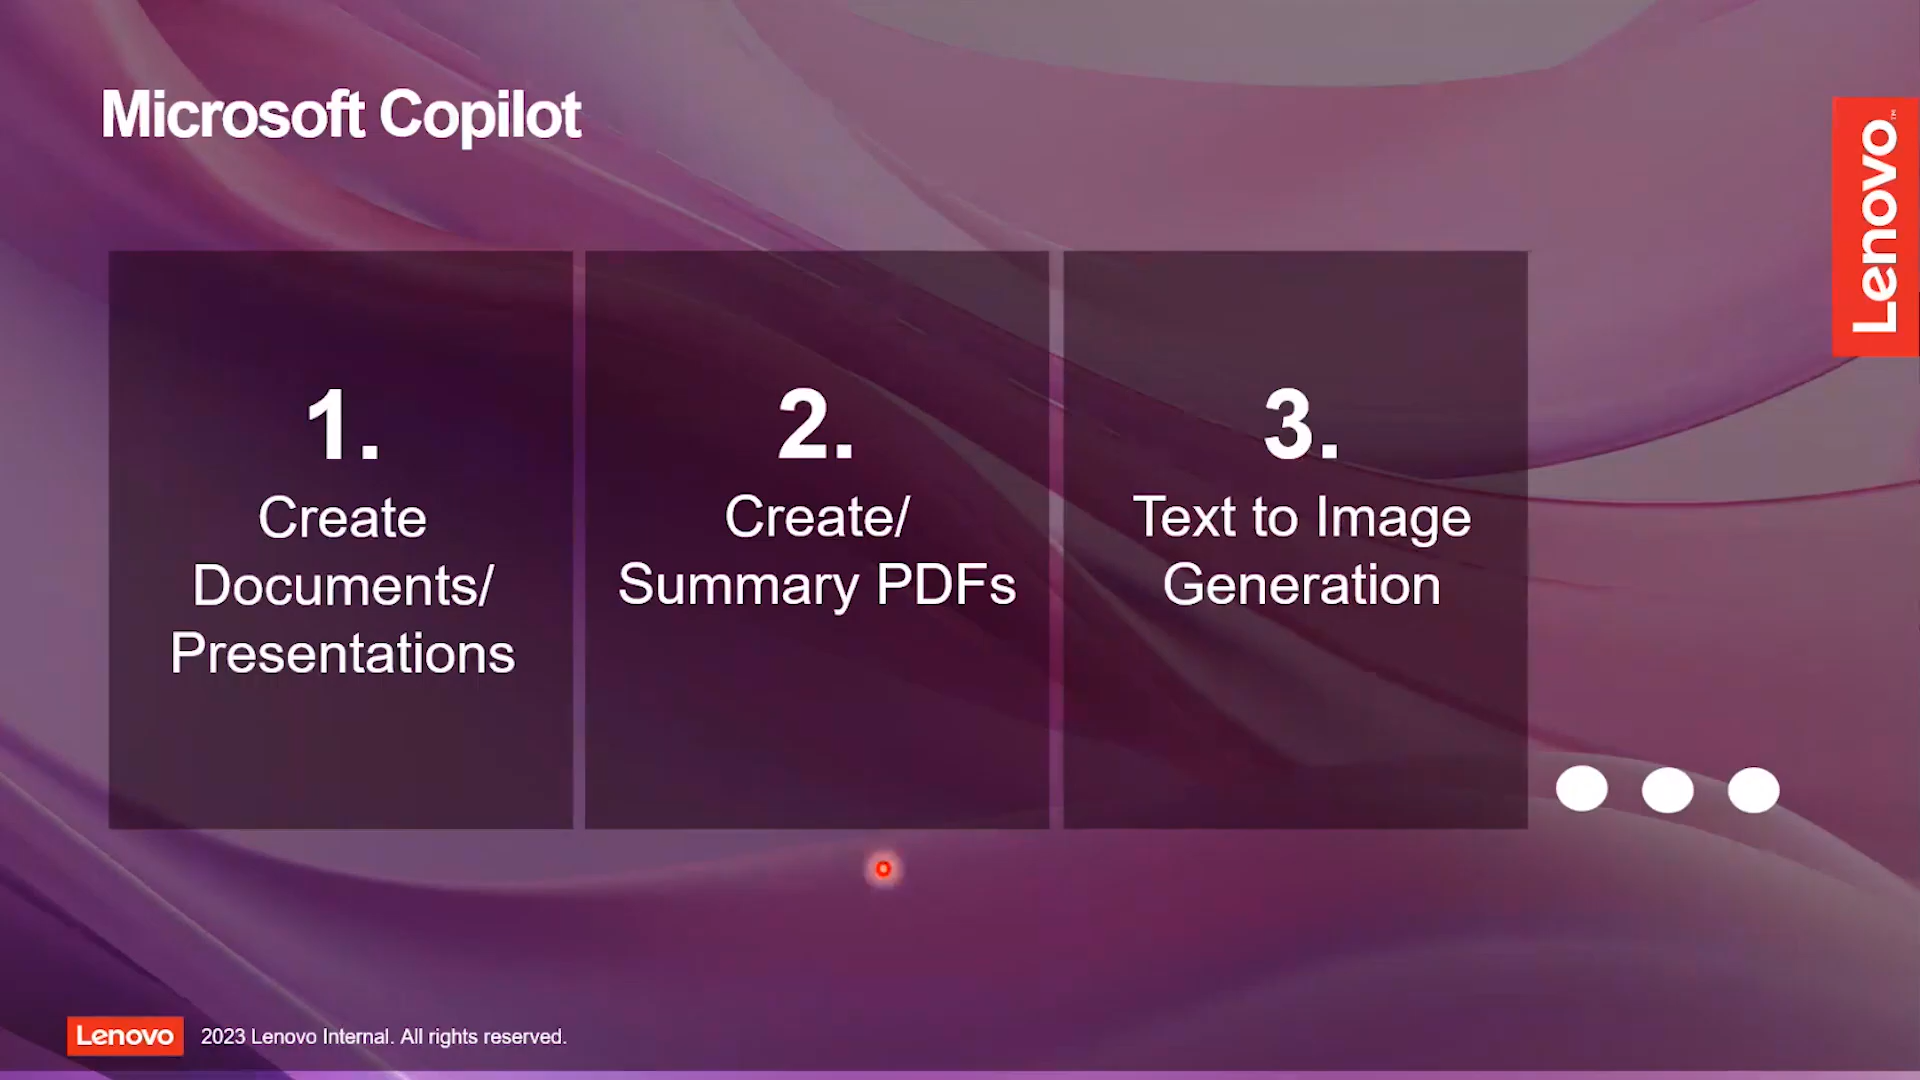 Microsoft Copilot
Lenovo™
1.
Create
Documents/
Presentations
2.
Create/
Summary PDFs
3.
Text to Image
Generation
Lenovo
2023 Lenovo Internal. All rights reserved.